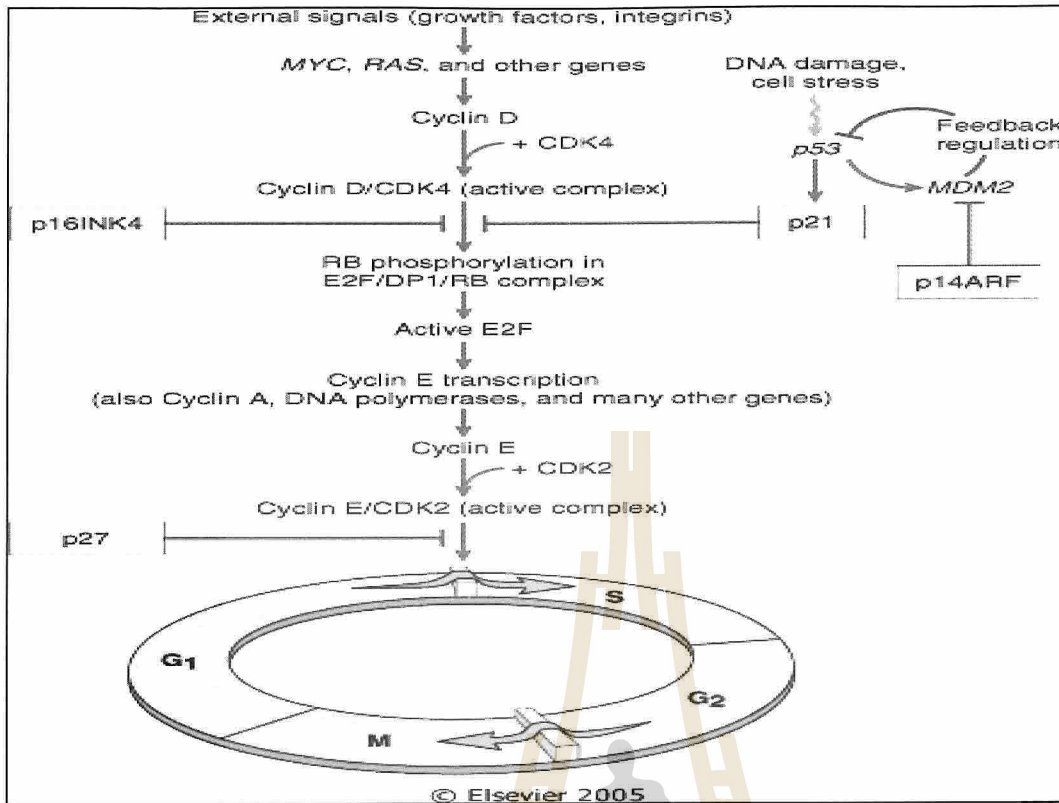 External signals (growth factors, integrins)
MYC, RAS, and other genes
DNA damage,
cell stress
Cyclin D
+ CDK4
p53
Feedback
regulation
MDM2
Cyclin D/CDK4 (active complex)
p16INK4
p21
RB phosphorylation in
E2F/DP1/RB complex
p14ARF
Active E2F
Cyclin E transcription
(also Cyclin A, DNA polymerases, and many other genes)
Cyclin E
+ CDK2
Cyclin E/CDK2 (active complex)
p27
S
G1
G2
M
© Elsevier 2005